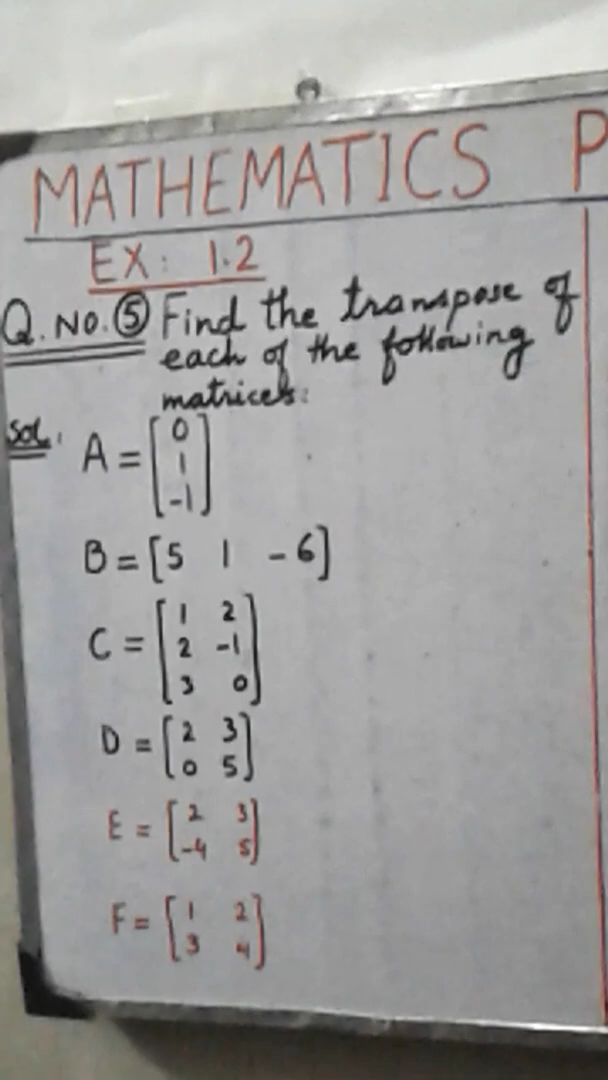 MATHEMATICS P
EX: 1.2
Q.NO.⑤ Find the transpose of
each of the following
matrices:
Sol: A = [0
1
-1]
B = [5 1 -6]
C = [1 2
2 -1
3 0]
D = [2 3
0 5]
E = [2 3
-4 5]
F = [1 2
3 4]